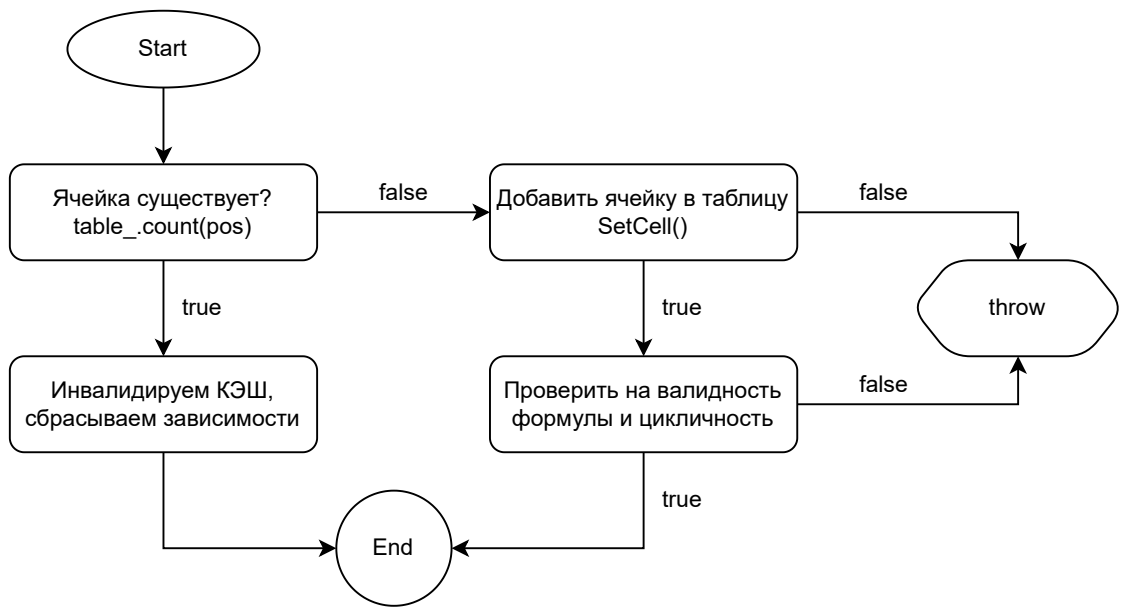 Start
Ячейка существует?
table_.count(pos)
false
Добавить ячейку в таблицу
SetCell()
false
throw
true
true
Инвалидируем КЭШ,
сбрасываем зависимости
Проверить на валидность
формулы и цикличность
false
true
End